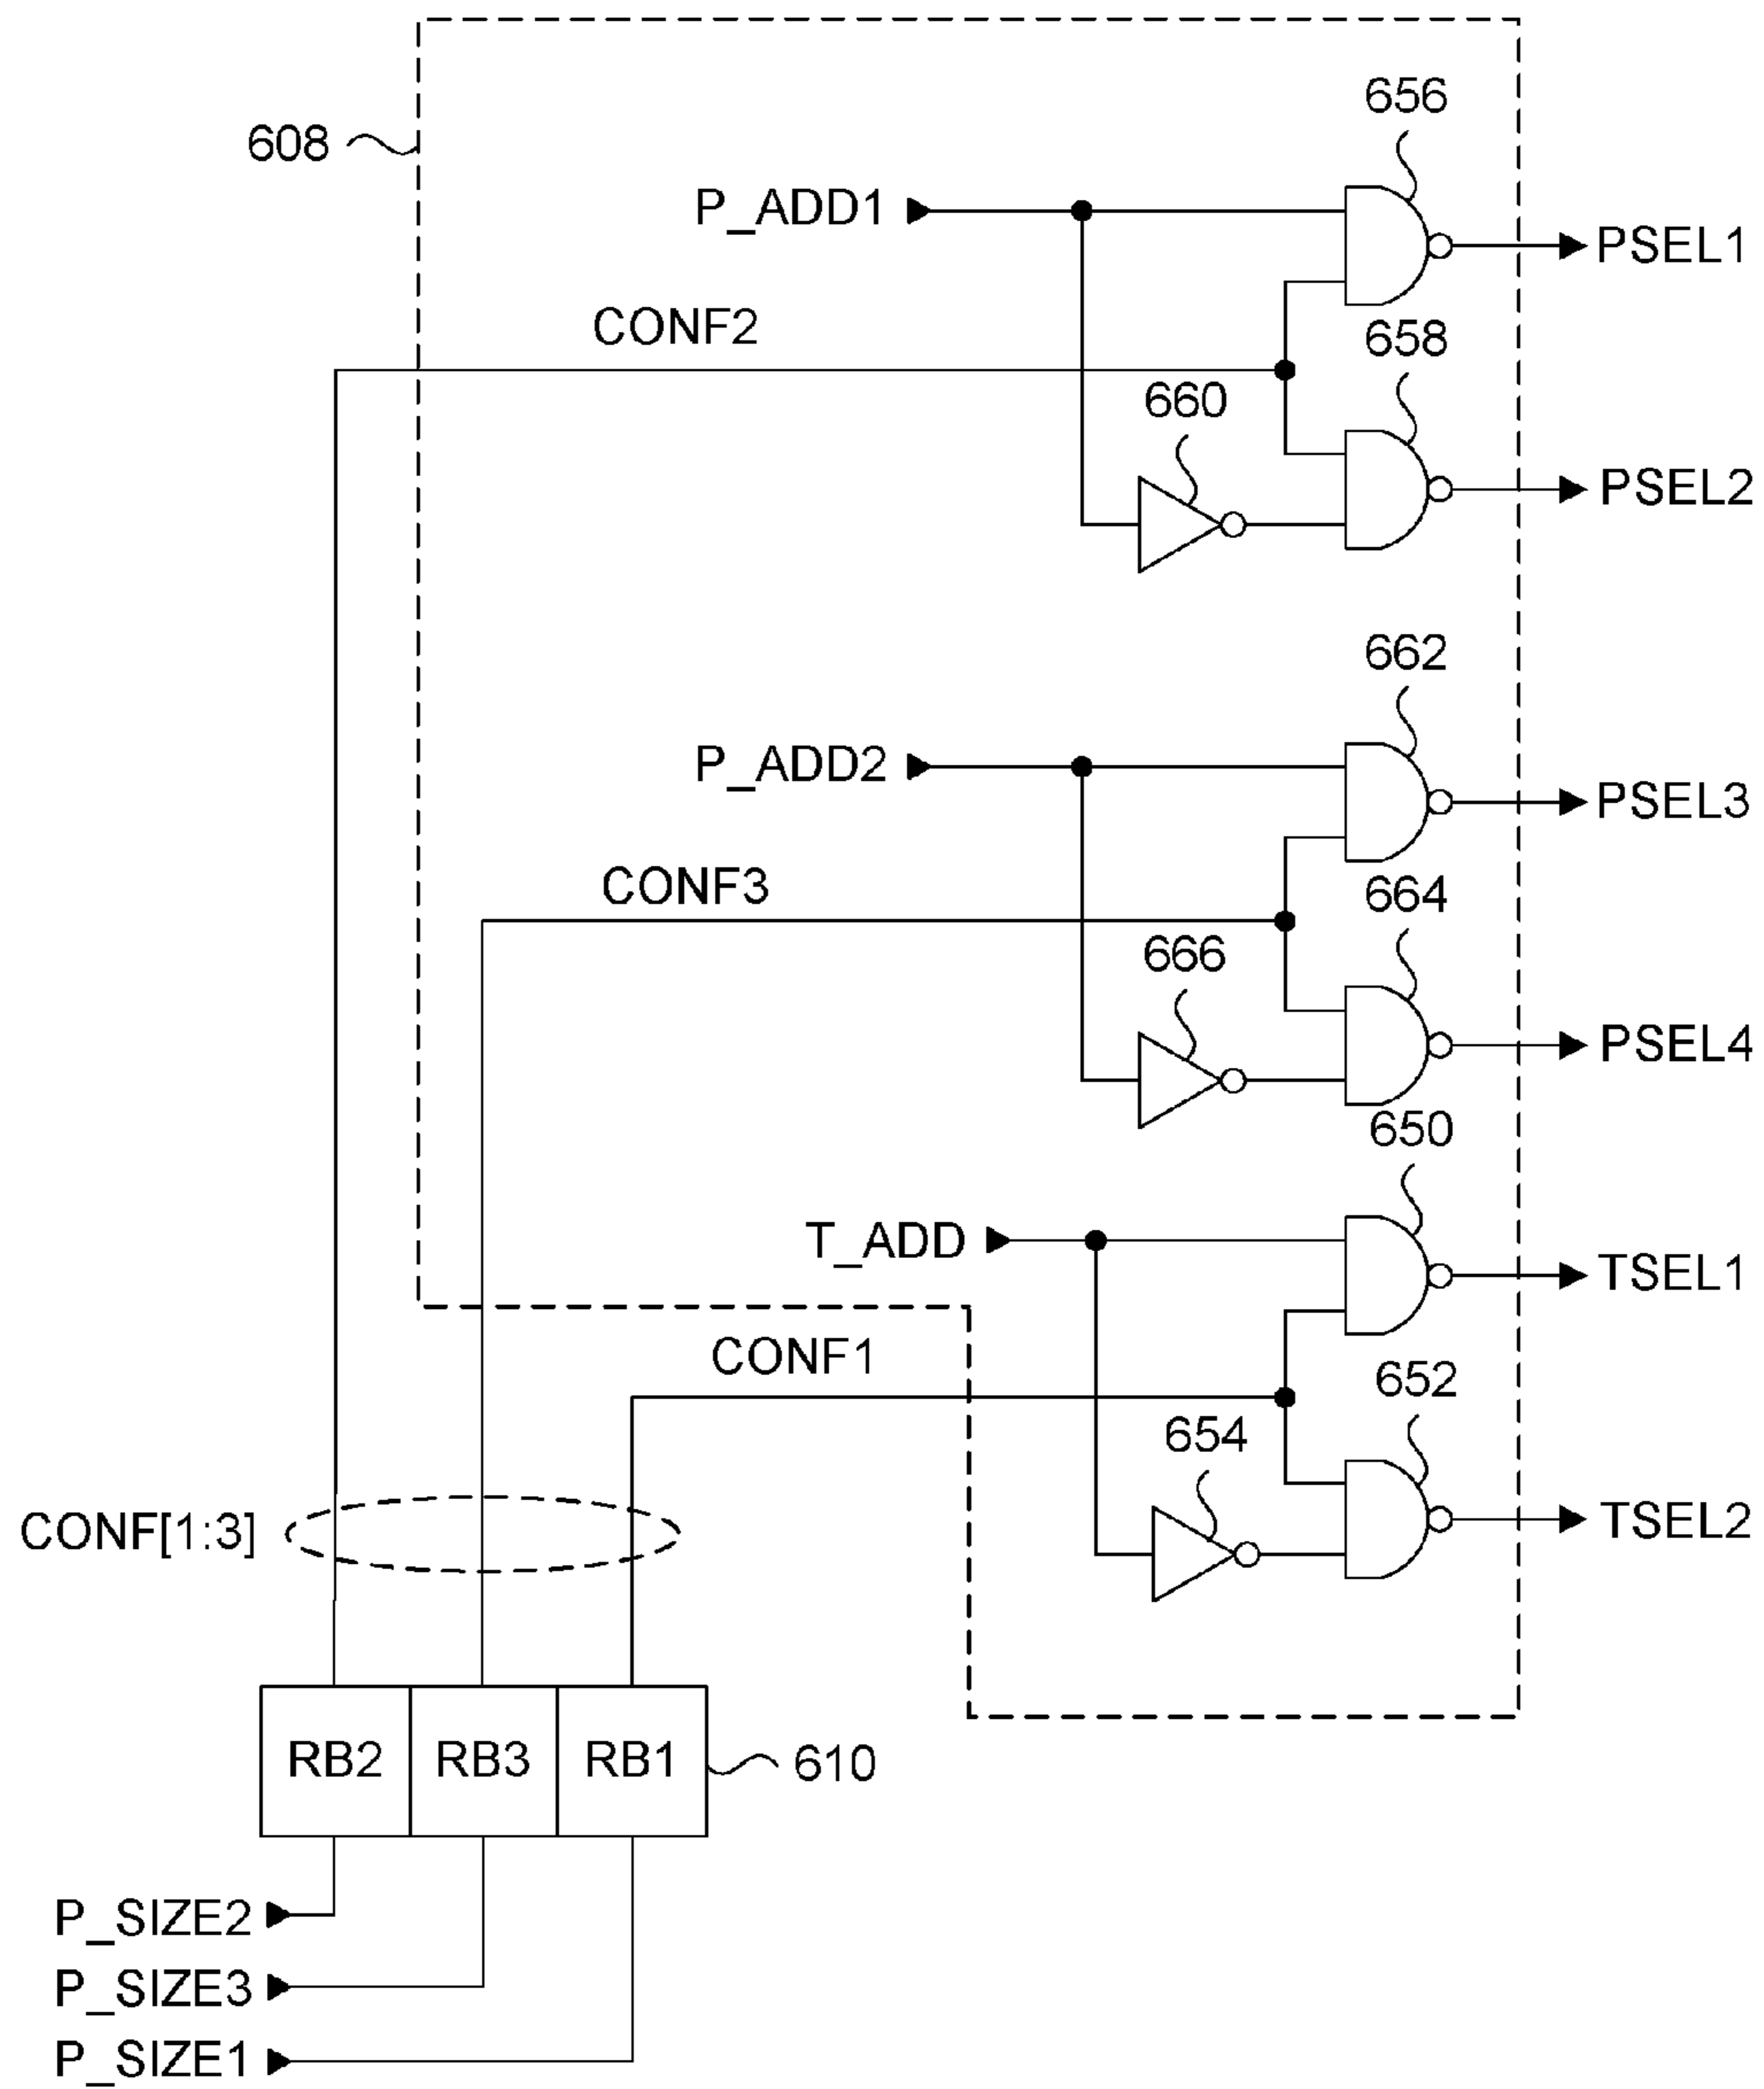 656
608
P_ADD1
PSEL1
CONF2
658
660
PSEL2
662
P_ADD2
PSEL3
CONF3
664
666
PSEL4
650
T_ADD
TSEL1
CONF1
652
654
CONF[1:3]
TSEL2
RB2 RB3 RB1
610
P_SIZE2
P_SIZE3
P_SIZE1